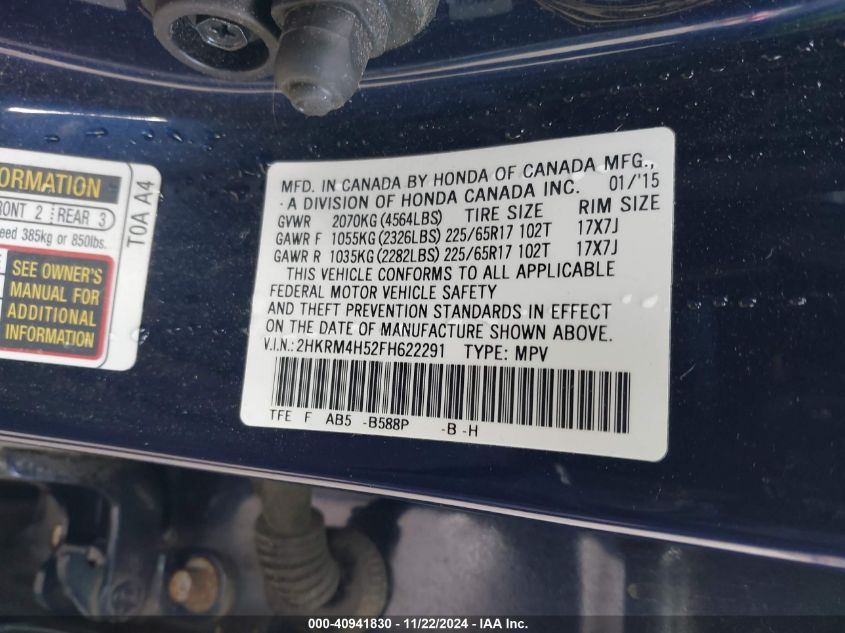 ORMATION
RONT 2 REAR 3
eed 385kg or 850lbs.
SEE OWNER'S
MANUAL FOR
ADDITIONAL
INFORMATION
T0A A4
MFD. IN CANADA BY HONDA OF CANADA MFG.,
A DIVISION OF HONDA CANADA INC. 01/'15
GVWR 2070KG (4564LBS) TIRE SIZE RIM SIZE
GAWR F 1055KG (2326LBS) 225/65R17 102T 17X7J
GAWR R 1035KG (2282LBS) 225/65R17 102T 17X7J
THIS VEHICLE CONFORMS TO ALL APPLICABLE
FEDERAL MOTOR VEHICLE SAFETY
AND THEFT PREVENTION STANDARDS IN EFFECT
ON THE DATE OF MANUFACTURE SHOWN ABOVE.
V.I.N.: 2HKRM4H52FH622291 TYPE: MPV
TFE F AB5 -B588P -B -H
000-40941830 - 11/22/2024 - IAA Inc.